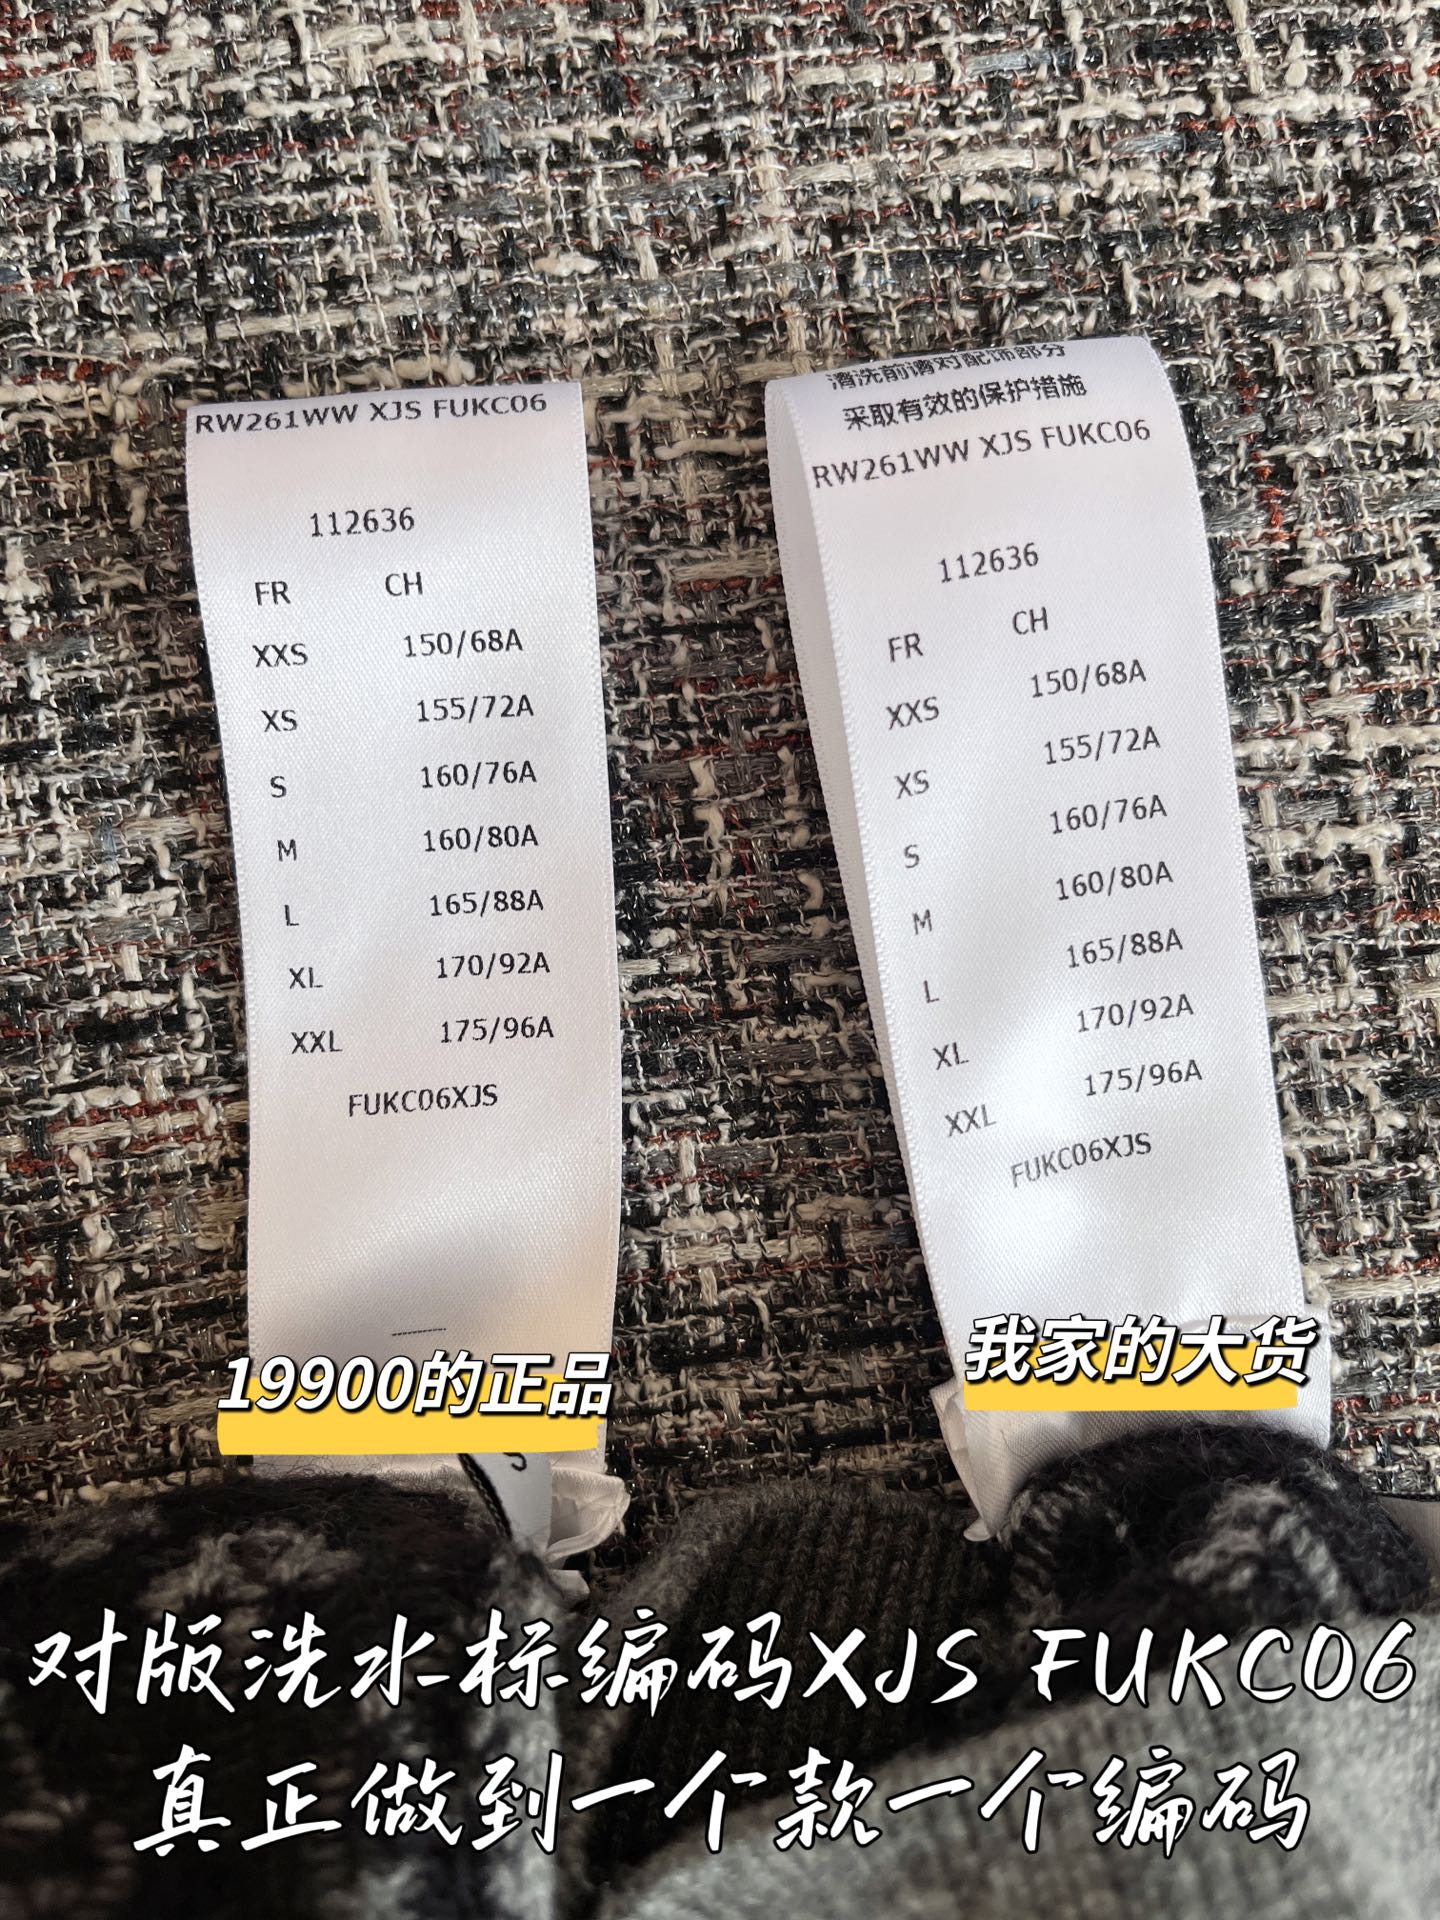 RW261WW XJS FUKC06
112636
FR CH
XXS 150/68A
XS 155/72A
S 160/76A
M 160/80A
L 165/88A
XL 170/92A
XXL 175/96A
FUKC06XJS
19900的正品
清洗前请对配饰部分
采取有效的保护措施
RW261WW XJS FUKC06
112636
FR CH
XXS 150/68A
XS 155/72A
S 160/76A
M 160/80A
L 165/88A
XL 170/92A
XXL 175/96A
FUKC06XJS
我家的大货
对版洗水标编码XJS FUKC06
真正做到一个款一个编码